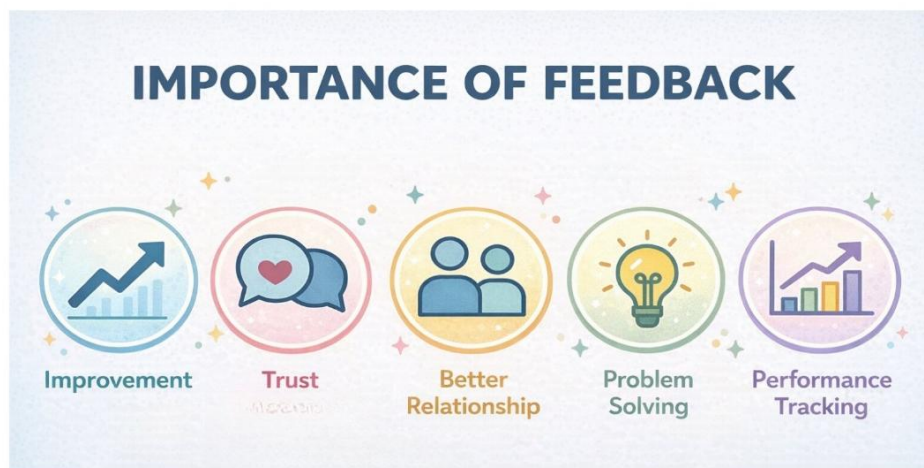 IMPORTANCE OF FEEDBACK
Improvement
Trust
Better
Relationship
Problem
Solving
Performance
Tracking